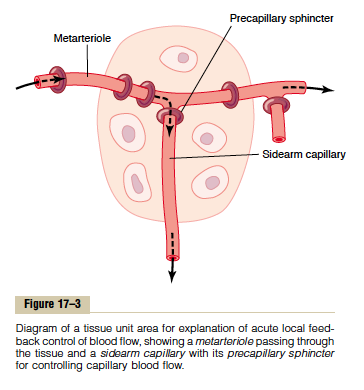 Precapillary sphincter
Metarteriole
Sidearm capillary
Figure 17–3
Diagram of a tissue unit area for explanation of acute local feed-
back control of blood flow, showing a metarteriole passing through
the tissue and a sidearm capillary with its precapillary sphincter
for controlling capillary blood flow.